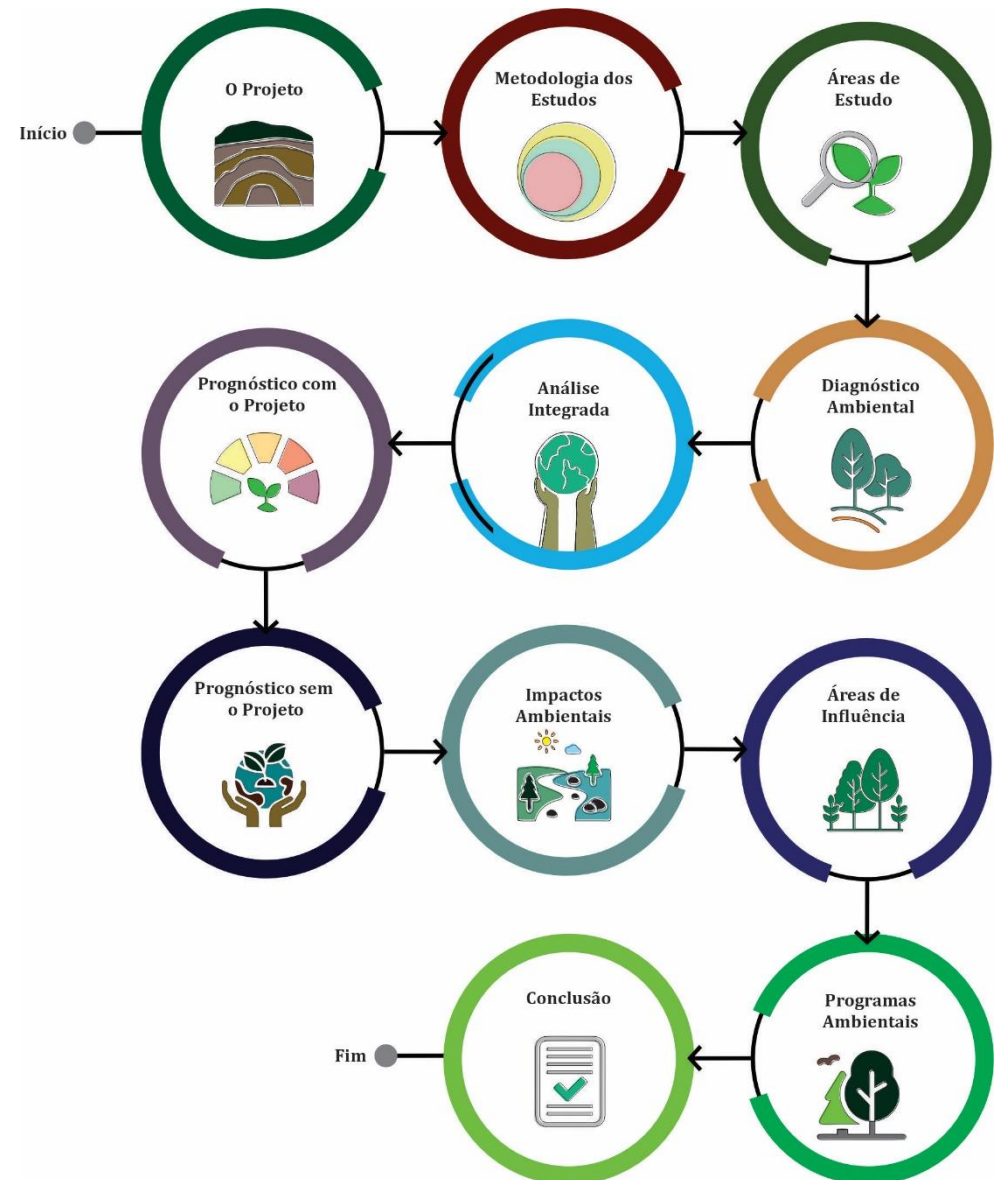 Início
O Projeto
Metodologia dos
Estudos
Áreas de
Estudo
Diagnóstico
Ambiental
Análise
Integrada
Prognóstico com
o Projeto
Prognóstico sem
o Projeto
Impactos
Ambientais
Áreas de
Influência
Programas
Ambientais
Conclusão
Fim